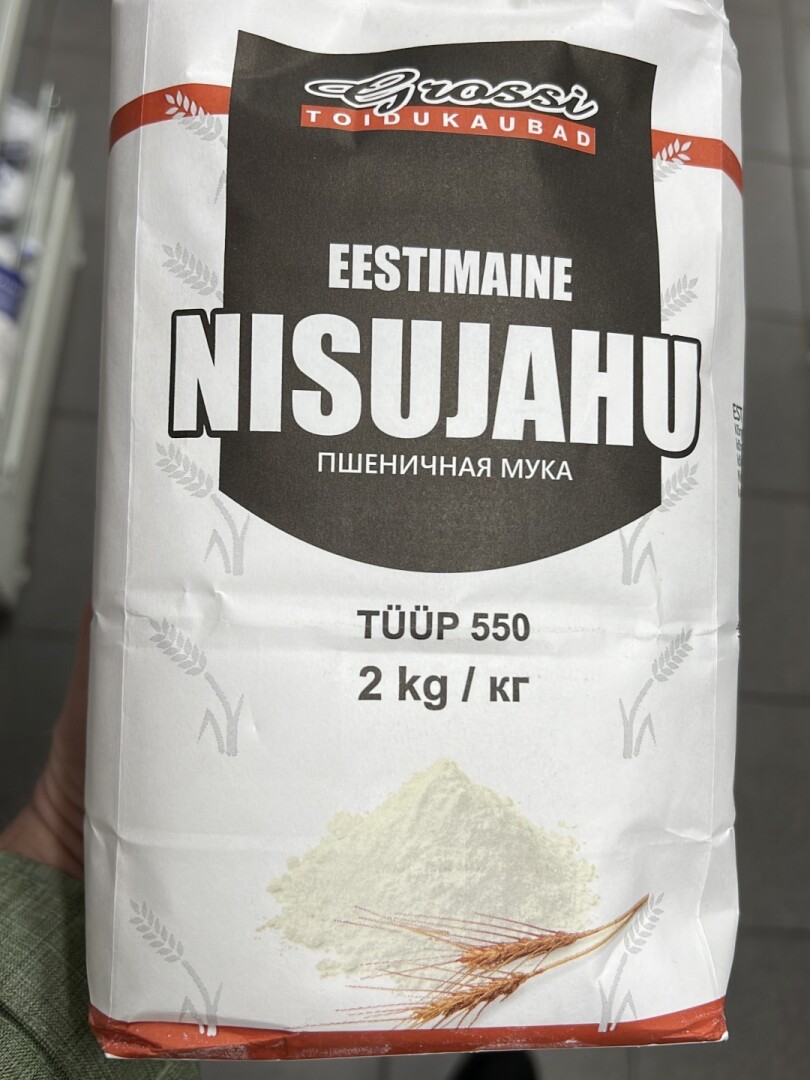 Grossi
TOIDUKAUBAD
EESTIMAINE
NISUJAHU
ПШЕНИЧНАЯ МУКА
TÜÜP 550
2 kg / кг